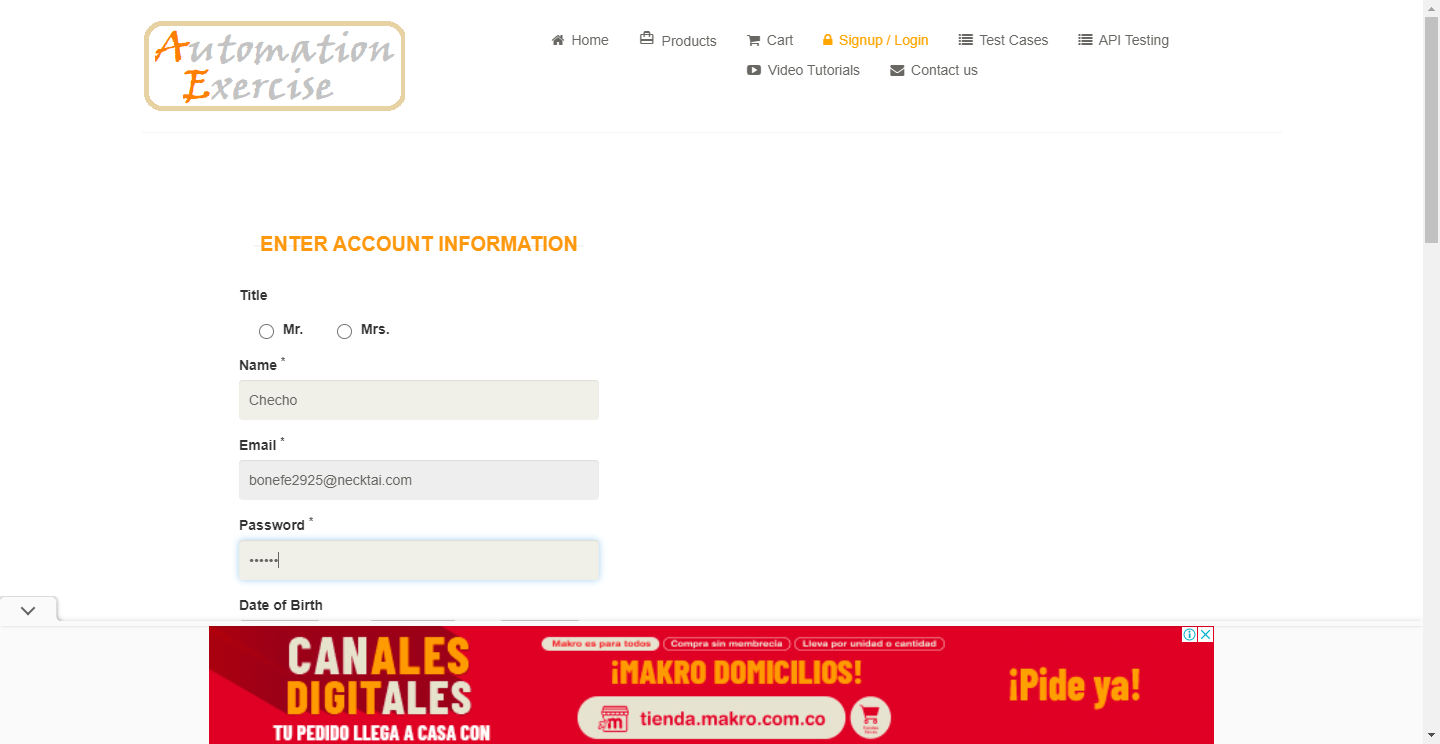 Automation
Exercise
Home
Products
Cart
Signup / Login
Test Cases
API Testing
Video Tutorials
Contact us
ENTER ACCOUNT INFORMATION
Title
Mr.
Mrs.
Name *
Checho
Email *
bonefe2925@necktai.com
Password *
••••••
Date of Birth
CANALES
DIGITALES
TU PEDIDO LLEGA A CASA CON
Makro es para todos
Compra sin membrecía
Lleva por unidad o cantidad
¡MAKRO DOMICILIOS!
m
tienda.makro.com.co
¡Pide ya!